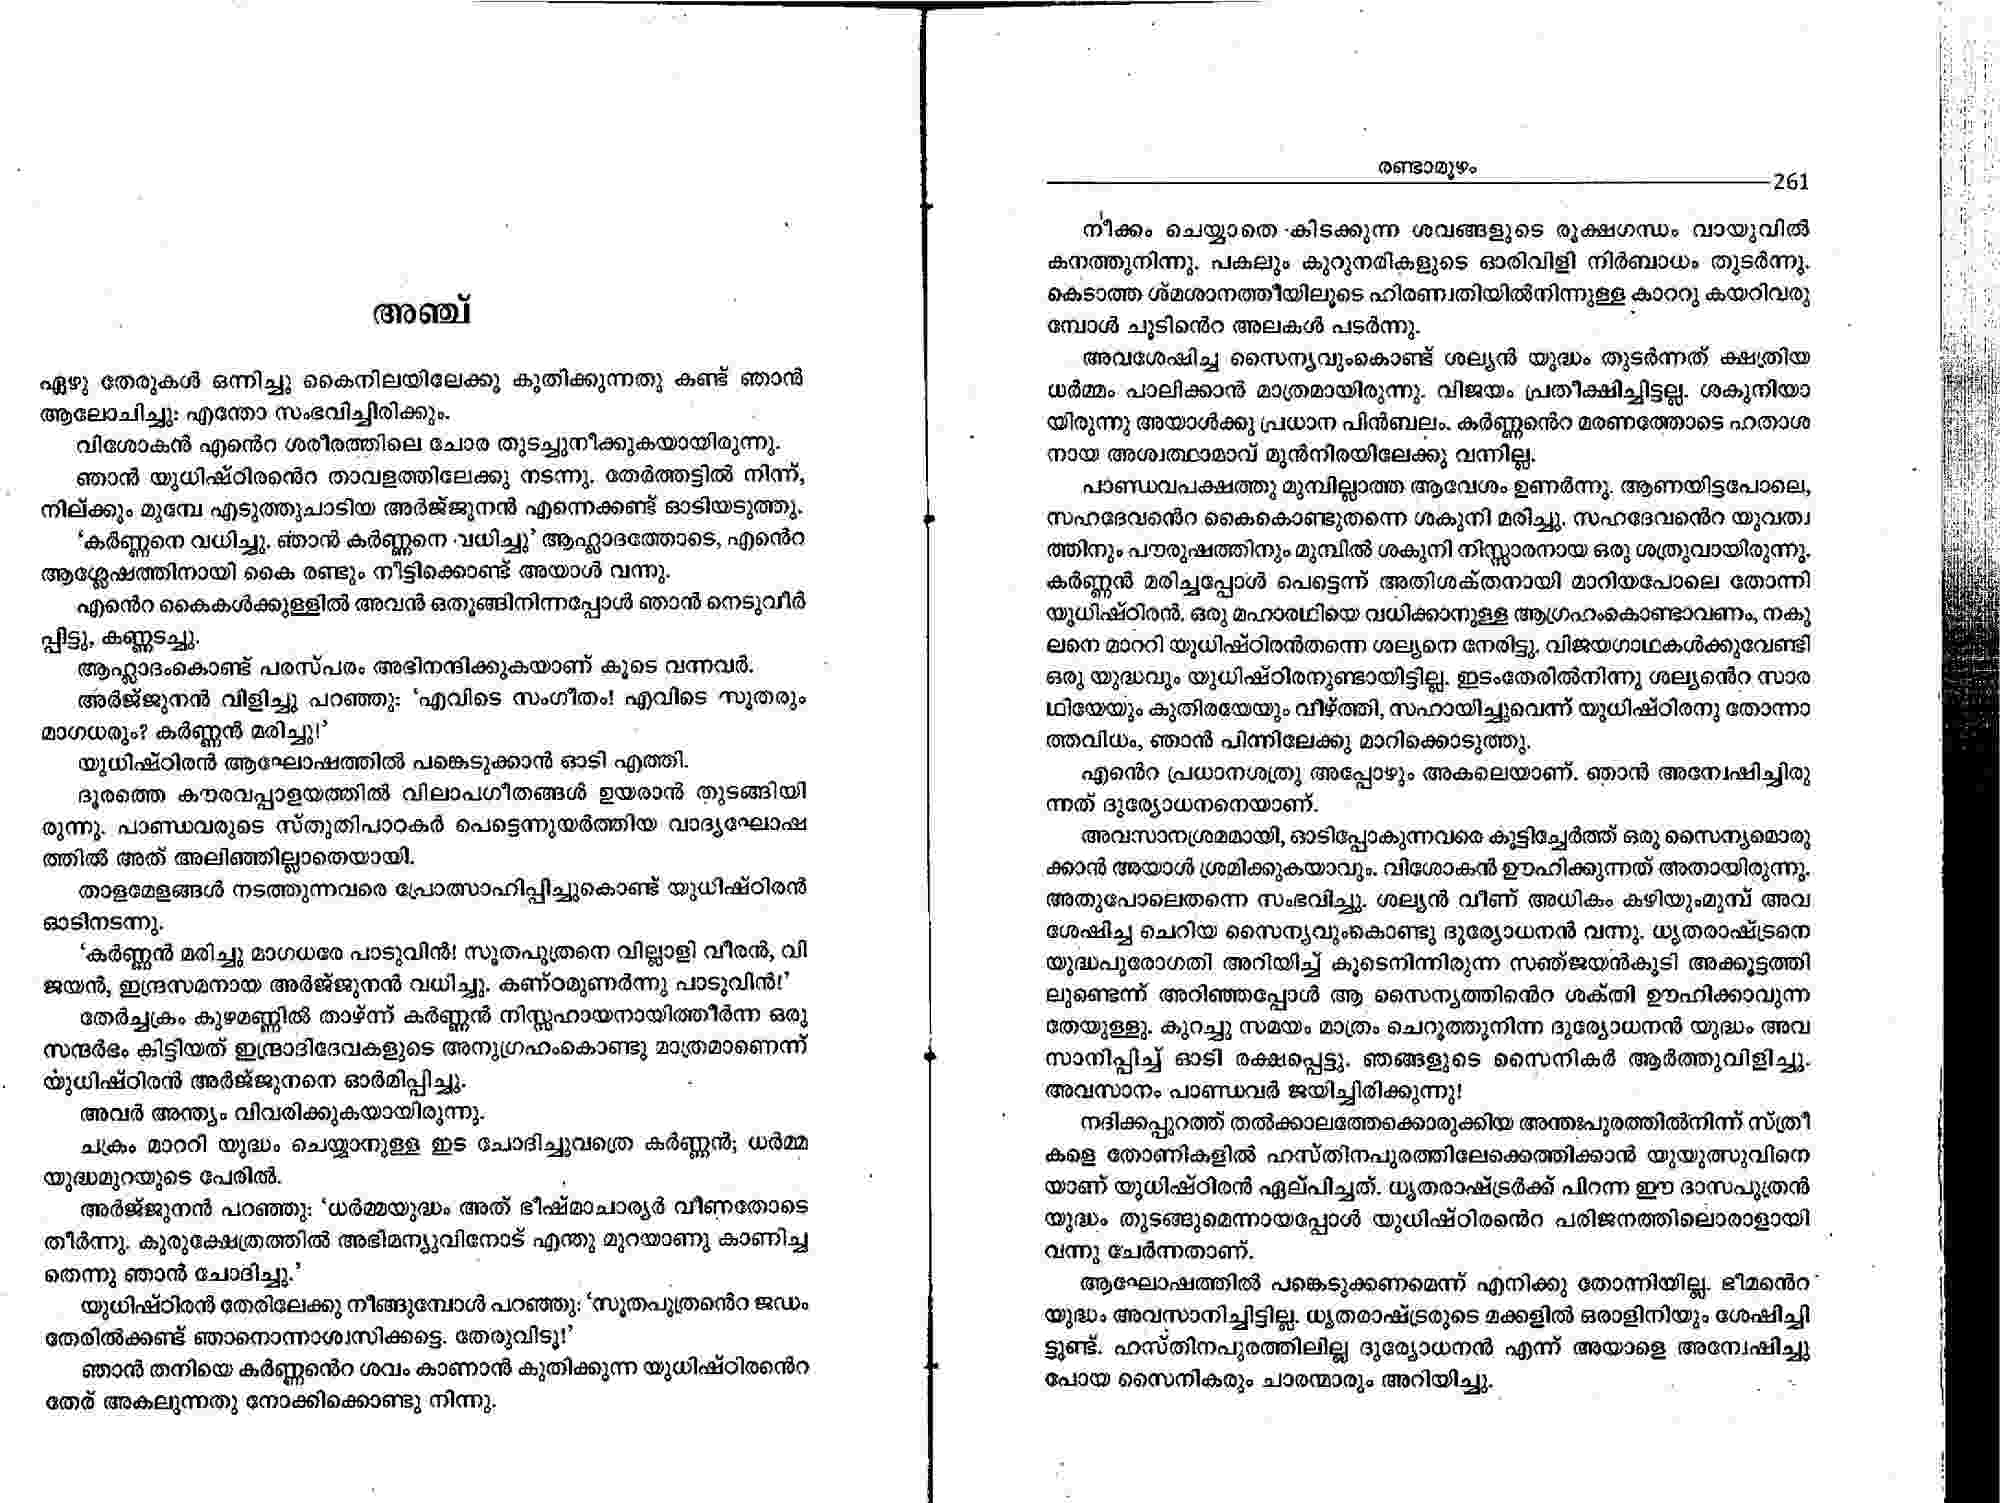 അഞ്ച്
ഏഴു തേരുകൾ ഒന്നിച്ചു കൈനിലയിലേക്കു കുതിക്കുന്നതു കണ്ട് ഞാൻ
ആലോചിച്ചു: എന്തോ സംഭവിച്ചിരിക്കും.
വിശോകൻ എൻെറ ശരീരത്തിലെ ചോര തുടച്ചുനീക്കുകയായിരുന്നു.
ഞാൻ യുധിഷ്ഠിരൻെറ താവളത്തിലേക്കു നടന്നു. തേർത്തട്ടിൽ നിന്ന്,
നില്ക്കും മുമ്പേ എടുത്തുചാടിയ അർജ്ജുനൻ എന്നെക്കണ്ട് ഓടിയടുത്തു.
‘കർണ്ണനെ വധിച്ചു. ഞാൻ കർണ്ണനെ വധിച്ചു’ ആഹ്ലാദത്തോടെ, എൻെറ
ആശ്ലേഷത്തിനായി കൈ രണ്ടും നീട്ടിക്കൊണ്ട് അയാൾ വന്നു.
എൻെറ കൈകൾക്കുള്ളിൽ അവൻ ഒതുങ്ങിനിന്നപ്പോൾ ഞാൻ നെടുവീർ
പ്പിട്ടു, കണ്ണടച്ചു.
ആഹ്ലാദംകൊണ്ട് പരസ്പരം അഭിനന്ദിക്കുകയാണ് കൂടെ വന്നവർ.
അർജ്ജുനൻ വിളിച്ചു പറഞ്ഞു: ‘എവിടെ സംഗീതം! എവിടെ സൂതരും
മാഗധരും? കർണ്ണൻ മരിച്ചു!’
യുധിഷ്ഠിരൻ ആഘോഷത്തിൽ പങ്കെടുക്കാൻ ഓടി എത്തി.
ദൂരത്തെ കൗരവപ്പാളയത്തിൽ വിലാപഗീതങ്ങൾ ഉയരാൻ തുടങ്ങിയി
രുന്നു. പാണ്ഡവരുടെ സ്തുതിപാഠകർ പെട്ടെന്നുയർത്തിയ വാദ്യഘോഷ
ത്തിൽ അത് അലിഞ്ഞില്ലാതെയായി.
താളമേളങ്ങൾ നടത്തുന്നവരെ പ്രോത്സാഹിപ്പിച്ചുകൊണ്ട് യുധിഷ്ഠിരൻ
ഓടിനടന്നു.
‘കർണ്ണൻ മരിച്ചു മാഗധരേ പാടുവിൻ! സൂതപുത്രനെ വില്ലാളി വീരൻ, വി
ജയൻ, ഇന്ദ്രസമനായ അർജ്ജുനൻ വധിച്ചു. കണ്ഠമുണർന്നു പാടുവിൻ!’
തേർച്ചക്രം കുഴമണ്ണിൽ താഴ്ന്ന് കർണ്ണൻ നിസ്സഹായനായിത്തീർന്ന ഒരു
സന്ദർഭം കിട്ടിയത് ഇന്ദ്രാദിദേവകളുടെ അനുഗ്രഹംകൊണ്ടു മാത്രമാണെന്ന്
യുധിഷ്ഠിരൻ അർജ്ജുനനെ ഓർമിപ്പിച്ചു.
അവർ അന്ത്യം വിവരിക്കുകയായിരുന്നു.
ചക്രം മാററി യുദ്ധം ചെയ്യാനുള്ള ഇട ചോദിച്ചുവത്രെ കർണ്ണൻ; ധർമ്മ
യുദ്ധമുറയുടെ പേരിൽ.
അർജ്ജുനൻ പറഞ്ഞു: ‘ധർമ്മയുദ്ധം അത് ഭീഷ്മാചാര്യർ വീണതോടെ
തീർന്നു. കുരുക്ഷേത്രത്തിൽ അഭിമന്യുവിനോട് എന്തു മുറയാണു കാണിച്ച
തെന്നു ഞാൻ ചോദിച്ചു.’
യുധിഷ്ഠിരൻ തേരിലേക്കു നീങ്ങുമ്പോൾ പറഞ്ഞു: ‘സൂതപുത്രൻെറ ജഡം
തേരിൽക്കണ്ട് ഞാനൊന്നാശ്വസിക്കട്ടെ. തേരുവിടൂ!’
ഞാൻ തനിയെ കർണ്ണൻെറ ശവം കാണാൻ കുതിക്കുന്ന യുധിഷ്ഠിരൻെറ
തേര് അകലുന്നതു നോക്കിക്കൊണ്ടു നിന്നു.
രണ്ടാമൂഴം
261
നീക്കം ചെയ്യാതെ കിടക്കുന്ന ശവങ്ങളുടെ രൂക്ഷഗന്ധം വായുവിൽ
കനത്തുനിന്നു. പകലും കുറുനരികളുടെ ഓരിവിളി നിർബാധം തുടർന്നു.
കെടാത്ത ശ്മശാനത്തീയിലൂടെ ഹിരണ്വതിയിൽനിന്നുള്ള കാററു കയറിവരു
മ്പോൾ ചൂടിൻെറ അലകൾ പടർന്നു.
അവശേഷിച്ച സൈന്യവുംകൊണ്ട് ശല്യൻ യുദ്ധം തുടർന്നത് ക്ഷത്രിയ
ധർമ്മം പാലിക്കാൻ മാത്രമായിരുന്നു. വിജയം പ്രതീക്ഷിച്ചിട്ടല്ല. ശകുനിയാ
യിരുന്നു അയാൾക്കു പ്രധാന പിൻബലം. കർണ്ണൻെറ മരണത്തോടെ ഹതാശ
നായ അശ്വത്ഥാമാവ് മുൻനിരയിലേക്കു വന്നില്ല.
പാണ്ഡവപക്ഷത്തു മുമ്പില്ലാത്ത ആവേശം ഉണർന്നു. ആണയിട്ടപോലെ,
സഹദേവൻെറ കൈകൊണ്ടുതന്നെ ശകുനി മരിച്ചു. സഹദേവൻെറ യുവത്വ
ത്തിനും പൗരുഷത്തിനും മുമ്പിൽ ശകുനി നിസ്സാരനായ ഒരു ശത്രുവായിരുന്നു.
കർണ്ണൻ മരിച്ചപ്പോൾ പെട്ടെന്ന് അതിശക്തനായി മാറിയപോലെ തോന്നി
യുധിഷ്ഠിരൻ. ഒരു മഹാരഥിയെ വധിക്കാനുള്ള ആഗ്രഹംകൊണ്ടാവണം, നകു
ലനെ മാററി യുധിഷ്ഠിരൻതന്നെ ശല്യനെ നേരിട്ടു. വിജയഗാഥകൾക്കുവേണ്ടി
ഒരു യുദ്ധവും യുധിഷ്ഠിരനുണ്ടായിട്ടില്ല. ഇടംതേരിൽനിന്നു ശല്യൻെറ സാര
ഥിയേയും കുതിരയേയും വീഴ്ത്തി, സഹായിച്ചുവെന്ന് യുധിഷ്ഠിരനു തോന്നാ
ത്തവിധം, ഞാൻ പിന്നിലേക്കു മാറിക്കൊടുത്തു.
എൻെറ പ്രധാനശത്രു അപ്പോഴും അകലെയാണ്. ഞാൻ അന്വേഷിച്ചിരു
ന്നത് ദുര്യോധനനെയാണ്.
അവസാനശ്രമമായി, ഓടിപ്പോകുന്നവരെ കൂട്ടിച്ചേർത്ത് ഒരു സൈന്യമൊരു
ക്കാൻ അയാൾ ശ്രമിക്കുകയാവും. വിശോകൻ ഊഹിക്കുന്നത് അതായിരുന്നു.
അതുപോലെതന്നെ സംഭവിച്ചു. ശല്യൻ വീണ് അധികം കഴിയുംമുമ്പ് അവ
ശേഷിച്ച ചെറിയ സൈന്യവുംകൊണ്ടു ദുര്യോധനൻ വന്നു. ധൃതരാഷ്ട്രനെ
യുദ്ധപുരോഗതി അറിയിച്ച് കൂടെനിന്നിരുന്ന സഞ്ജയൻകൂടി അക്കൂട്ടത്തി
ലുണ്ടെന്ന് അറിഞ്ഞപ്പോൾ ആ സൈന്യത്തിൻെറ ശക്തി ഊഹിക്കാവുന്ന
തേയുള്ളു. കുറച്ചു സമയം മാത്രം ചെറുത്തുനിന്ന ദുര്യോധനൻ യുദ്ധം അവ
സാനിപ്പിച്ച് ഓടി രക്ഷപ്പെട്ടു. ഞങ്ങളുടെ സൈനികർ ആർത്തുവിളിച്ചു.
അവസാനം പാണ്ഡവർ ജയിച്ചിരിക്കുന്നു!
നദിക്കപ്പുറത്ത് തൽക്കാലത്തേക്കൊരുക്കിയ അന്തഃപുരത്തിൽനിന്ന് സ്ത്രീ
കളെ തോണികളിൽ ഹസ്തിനപുരത്തിലേക്കെത്തിക്കാൻ യുയുത്സുവിനെ
യാണ് യുധിഷ്ഠിരൻ ഏല്പിച്ചത്. ധൃതരാഷ്ട്രർക്ക് പിറന്ന ഈ ദാസപുത്രൻ
യുദ്ധം തുടങ്ങുമെന്നായപ്പോൾ യുധിഷ്ഠിരൻെറ പരിജനത്തിലൊരാളായി
വന്നു ചേർന്നതാണ്.
ആഘോഷത്തിൽ പങ്കെടുക്കണമെന്ന് എനിക്കു തോന്നിയില്ല. ഭീമൻെറ
യുദ്ധം അവസാനിച്ചിട്ടില്ല. ധൃതരാഷ്ട്രരുടെ മക്കളിൽ ഒരാളിനിയും ശേഷിച്ചി
ട്ടുണ്ട്. ഹസ്തിനപുരത്തിലില്ല ദുര്യോധനൻ എന്ന് അയാളെ അന്വേഷിച്ചു
പോയ സൈനികരും ചാരന്മാരും അറിയിച്ചു.